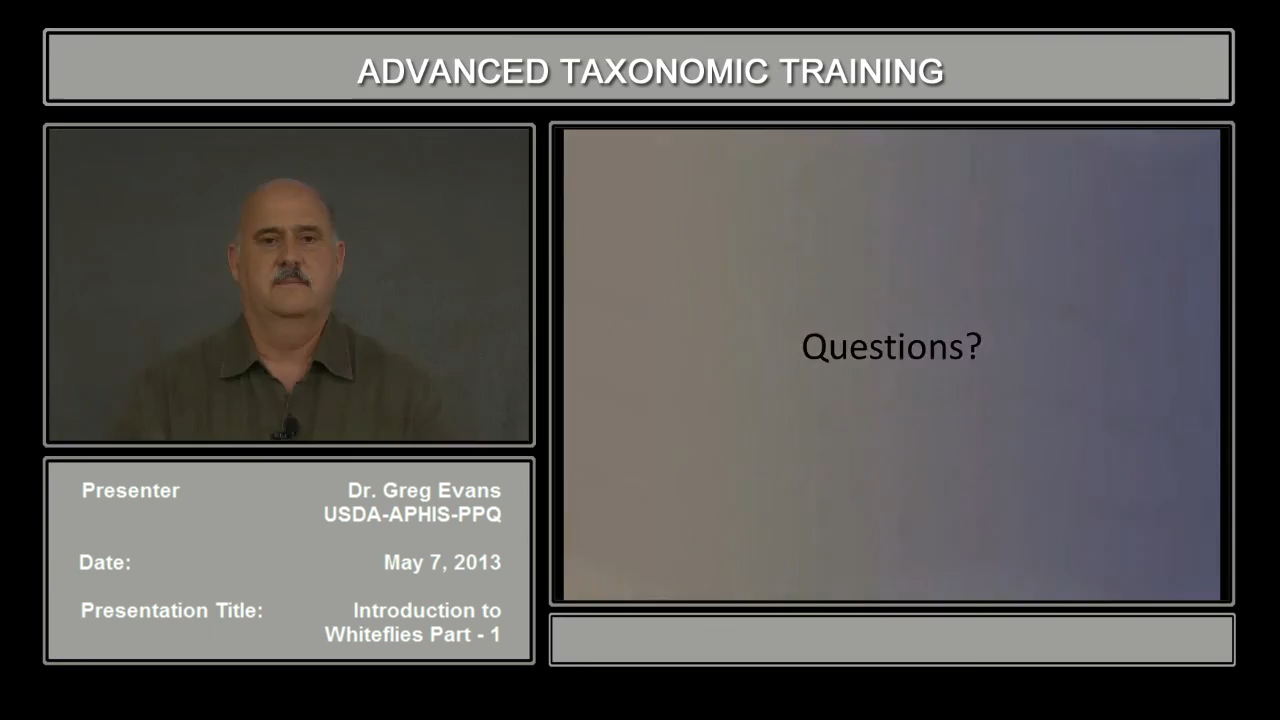 ADVANCED TAXONOMIC TRAINING
Questions?
Presenter Dr. Greg Evans
USDA-APHIS-PPQ
Date: May 7, 2013
Presentation Title: Introduction to
Whiteflies Part - 1